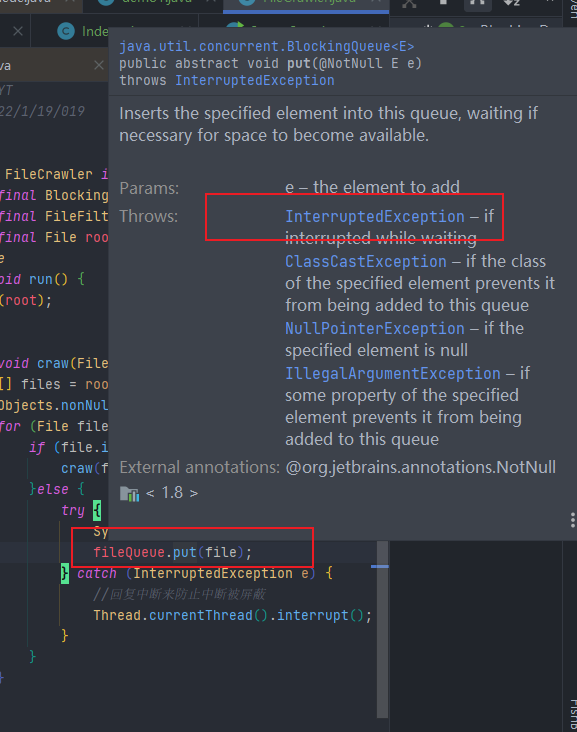 Inde
java.util.concurrent.BlockingQueue<E>
public abstract void put(@NotNull E e)
throws InterruptedException
va
YT
22/1/19/019
Inserts the specified element into this queue, waiting if
necessary for space to become available.
FileCrawler i
final Blocking
final FileFilt
final File roo
e
oid run() {
(root);
Params: e – the element to add
Throws: InterruptedException – if
interrupted while waiting
ClassCastException – if the class
of the specified element prevents it
from being added to this queue
NullPointerException – if the
specified element is null
IllegalArgumentException – if
some property of the specified
element prevents it from being
added to this queue
void craw(File
[] files = roo
Objects.nonNul
for (File file
if (file.i
craw(f
}else {
External annotations: @org.jetbrains.annotations.NotNull
< 1.8 >
try {
Sy
fileQueue.put(file);
} catch (InterruptedException e) {
//回复中断来防止中断被屏蔽
Thread.currentThread().interrupt();
}
}
}